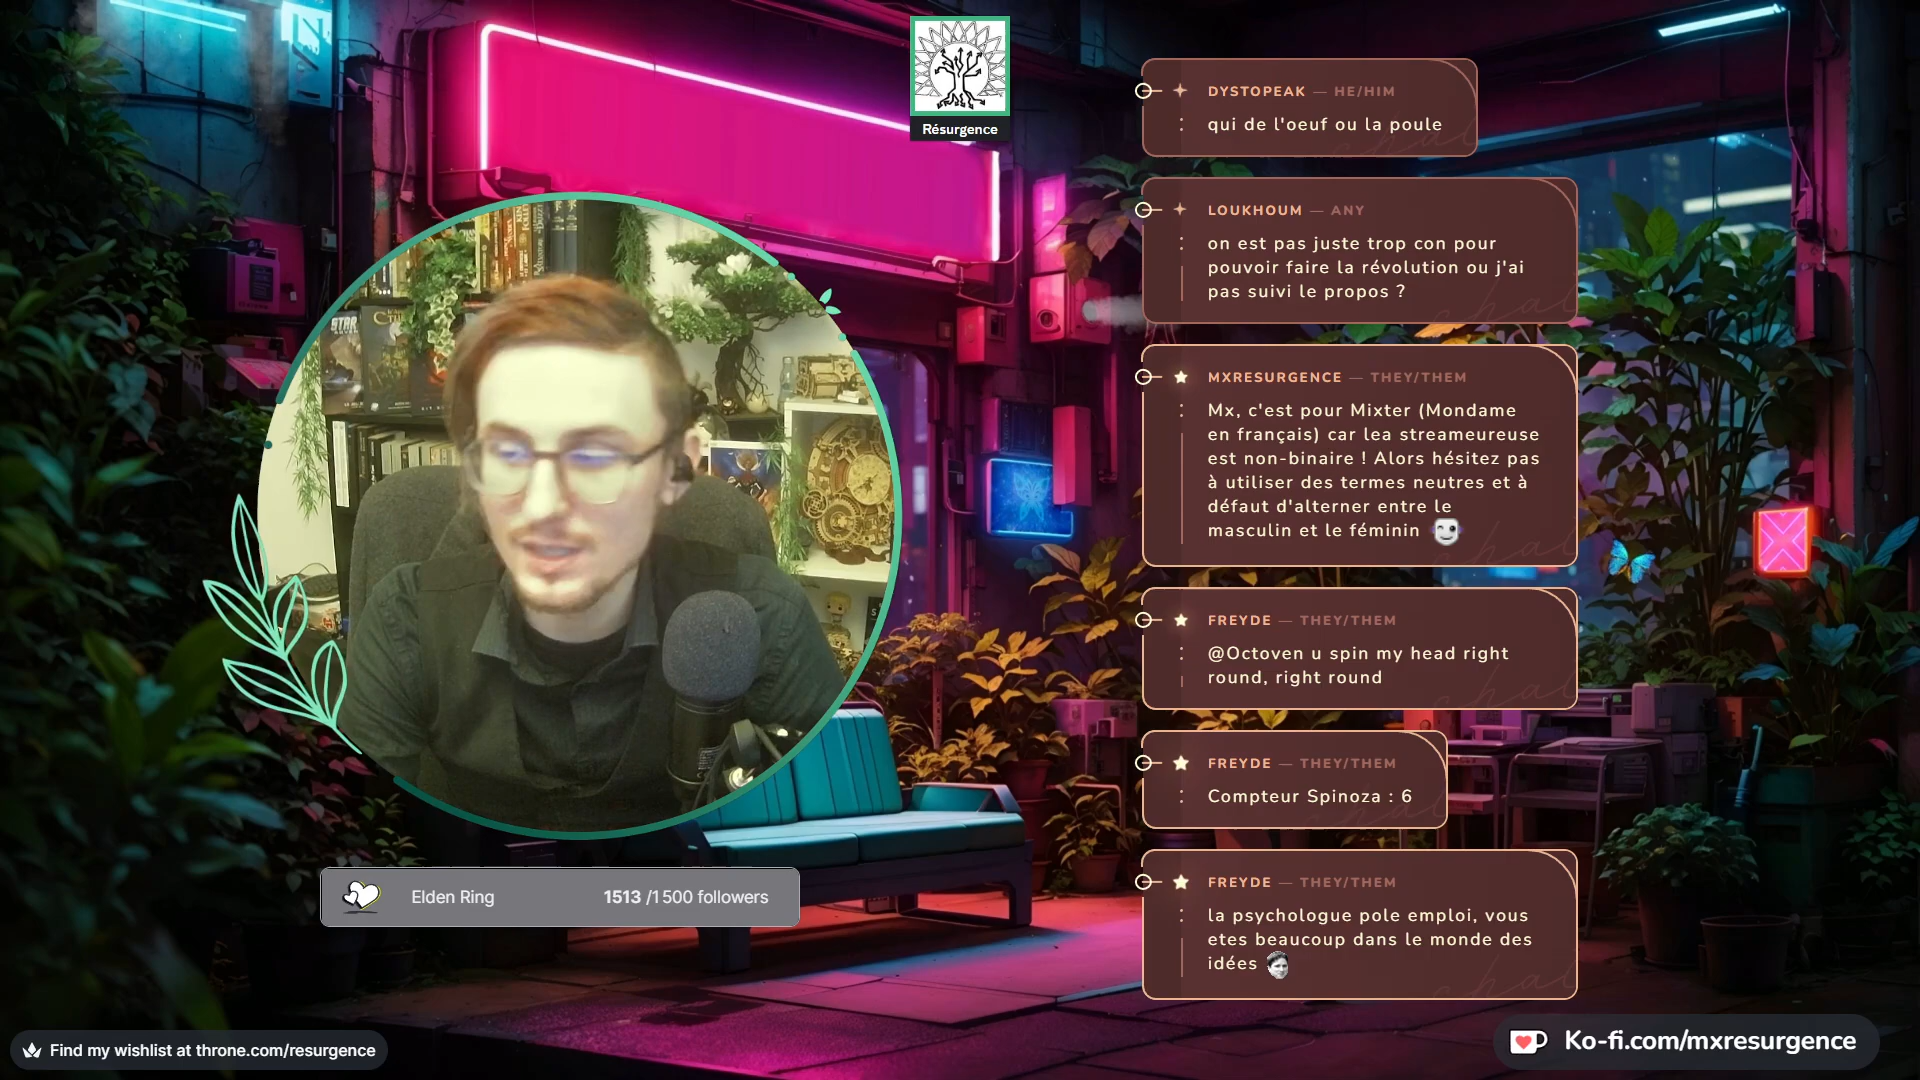 Résurgence
DYSTOPEAK — HE/HIM
qui de l'oeuf ou la poule
LOUKHOUM — ANY
on est pas juste trop con pour
pouvoir faire la révolution ou j'ai
pas suivi le propos ?
MXRESURGENCE — THEY/THEM
Mx, c'est pour Mixter (Mondame
en français) car lea streameureuse
est non-binaire ! Alors hésitez pas
à utiliser des termes neutres et à
défaut d'alterner entre le
masculin et le féminin
FREYDE — THEY/THEM
@Octoven u spin my head right
round, right round
FREYDE — THEY/THEM
Compteur Spinoza : 6
FREYDE — THEY/THEM
la psychologue pole emploi, vous
etes beaucoup dans le monde des
idées
STAR
Elden Ring 1513 /1 500 followers
Find my wishlist at throne.com/resurgence
Ko-fi.com/mxresurgence